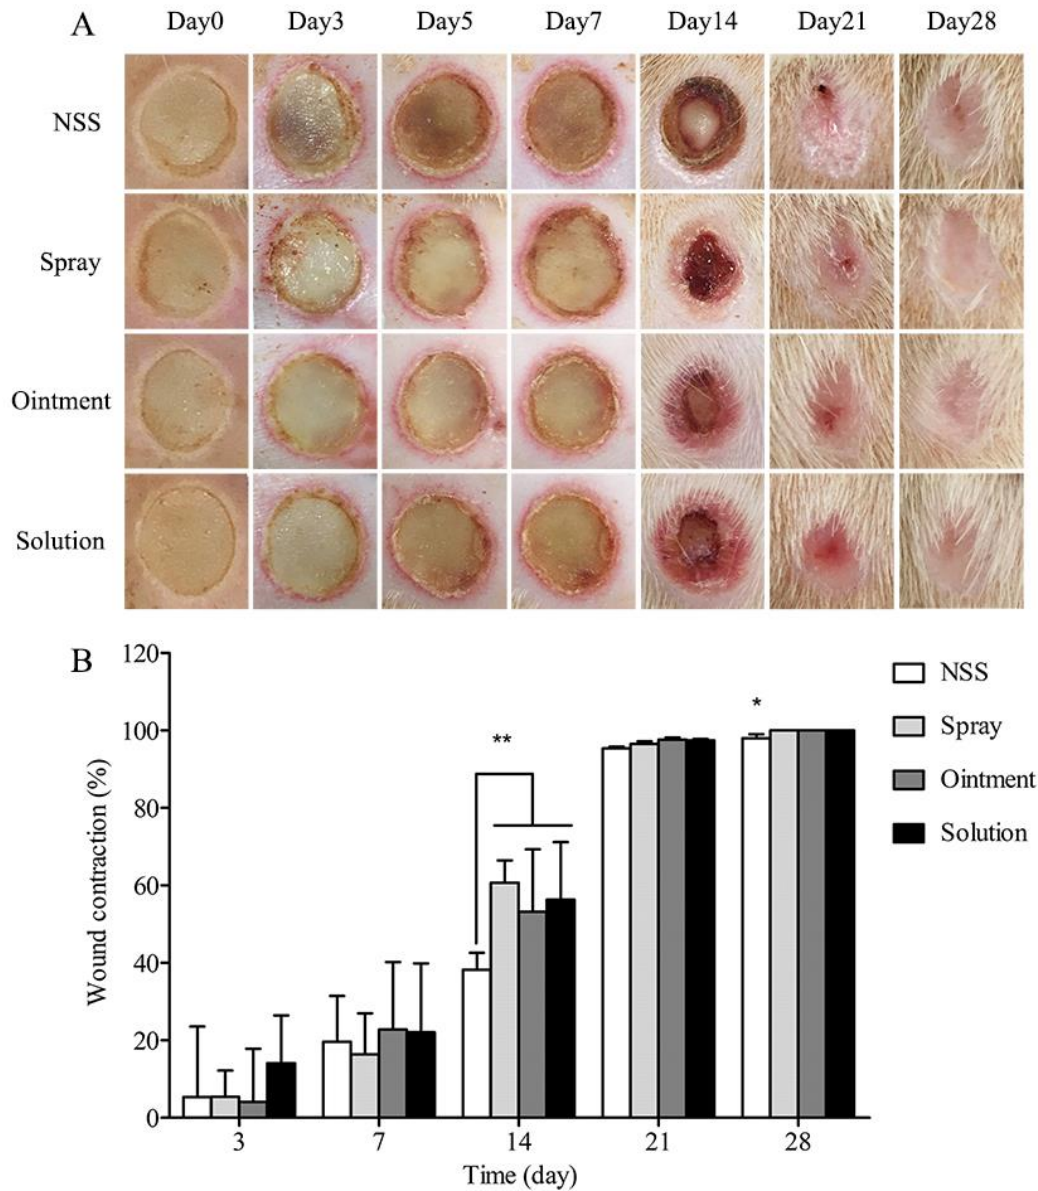 A Day0 Day3 Day5 Day7 Day14 Day21 Day28
NSS
Spray
Ointment
Solution
B
120
100
80
60
40
20
0
Wound contraction (%)
**
*
NSS
Spray
Ointment
Solution
3 7 14 21 28
Time (day)